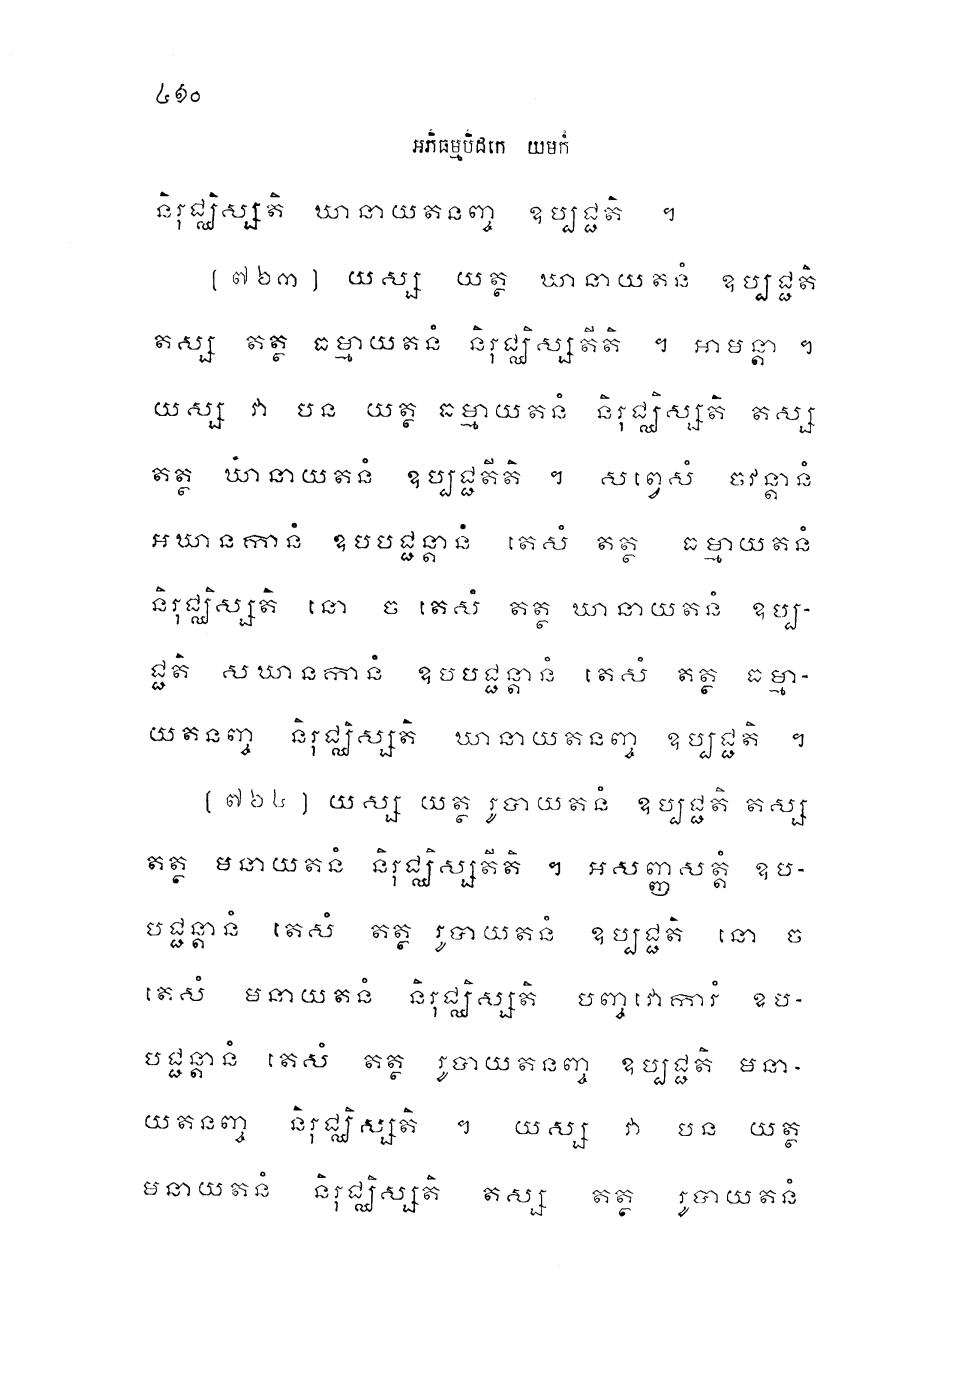 ៤១០
អភិធម្មបិដកេ យមកំ
និរុជ្ឈិស្សតិ ឃានាយតនញ្ច ឧប្បជ្ជតិ ។
(៧៦៣) យស្ស យត្ថ ឃានាយតនំ ឧប្បជ្ជតិ
តស្ស តត្ថ ធម្មាយតនំ និរុជ្ឈិស្សតីតិ ។ អាមន្តា ។
យស្ស វា បន យត្ថ ធម្មាយតនំ និរុជ្ឈិស្សតិ តស្ស
តត្ថ ឃានាយតនំ ឧប្បជ្ជតីតិ ។ សព្វេសំ ចវន្តានំ
អឃានកានំ ឧបបជ្ជន្តានំ តេសំ តត្ថ ធម្មាយតនំ
និរុជ្ឈិស្សតិ នោ ច តេសំ តត្ថ ឃានាយតនំ ឧប្ប-
ជ្ជតិ សឃានកានំ ឧបបជ្ជន្តានំ តេសំ តត្ថ ធម្មា-
យតនញ្ច និរុជ្ឈិស្សតិ ឃានាយតនញ្ច ឧប្បជ្ជតិ ។
(៧៦៤) យស្ស យត្ថ រូបាយតនំ ឧប្បជ្ជតិ តស្ស
តត្ថ មនាយតនំ និរុជ្ឈិស្សតីតិ ។ អសញ្ញសត្តំ ឧប-
បជ្ជន្តានំ តេសំ តត្ថ រូបាយតនំ ឧប្បជ្ជតិ នោ ច
តេសំ មនាយតនំ និរុជ្ឈិស្សតិ បញ្ចវោការំ ឧប-
បជ្ជន្តានំ តេសំ តត្ថ រូបាយតនញ្ច ឧប្បជ្ជតិ មនា-
យតនញ្ច និរុជ្ឈិស្សតិ ។ យស្ស វា បន យត្ថ
មនាយតនំ និរុជ្ឈិស្សតិ តស្ស តត្ថ រូបាយតនំ